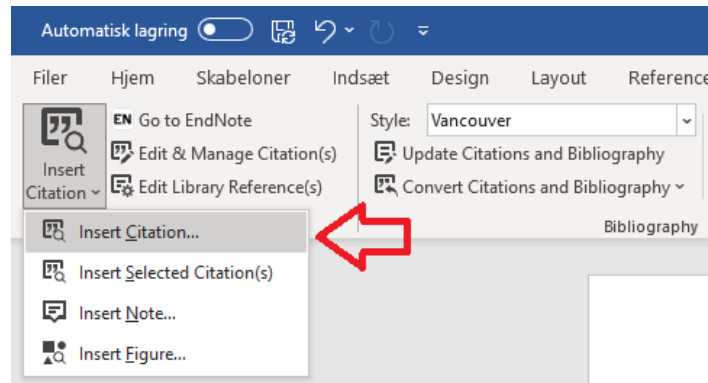 Automatisk lagring
Filer Hjem Skabeloner Indsæt Design Layout Reference
EN Go to EndNote Style: Vancouver
Edit & Manage Citation(s) Update Citations and Bibliography
Insert Citation Edit Library Reference(s) Convert Citations and Bibliography
Bibliography
Insert Citation...
Insert Selected Citation(s)
Insert Note...
Insert Figure...